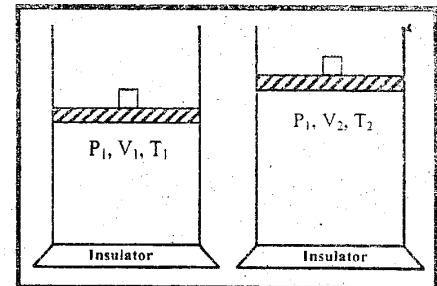 P₁, V₁, T₁
P₁, V₂, T₂
Insulator
Insulator